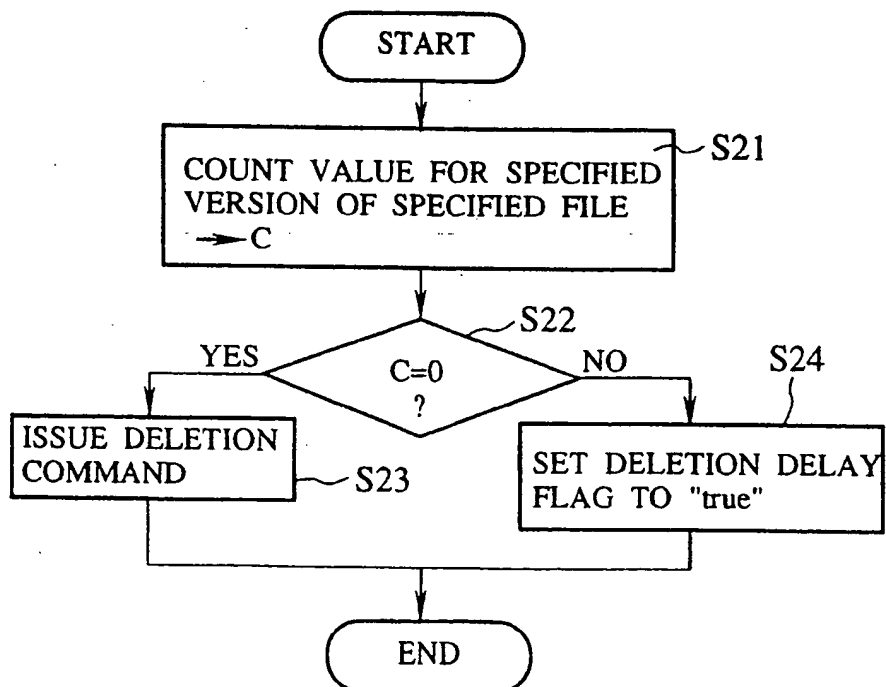 START
COUNT VALUE FOR SPECIFIED
VERSION OF SPECIFIED FILE
→ C
S21
S22
YES
C=0
?
NO
S24
ISSUE DELETION
COMMAND
S23
SET DELETION DELAY
FLAG TO "true"
END